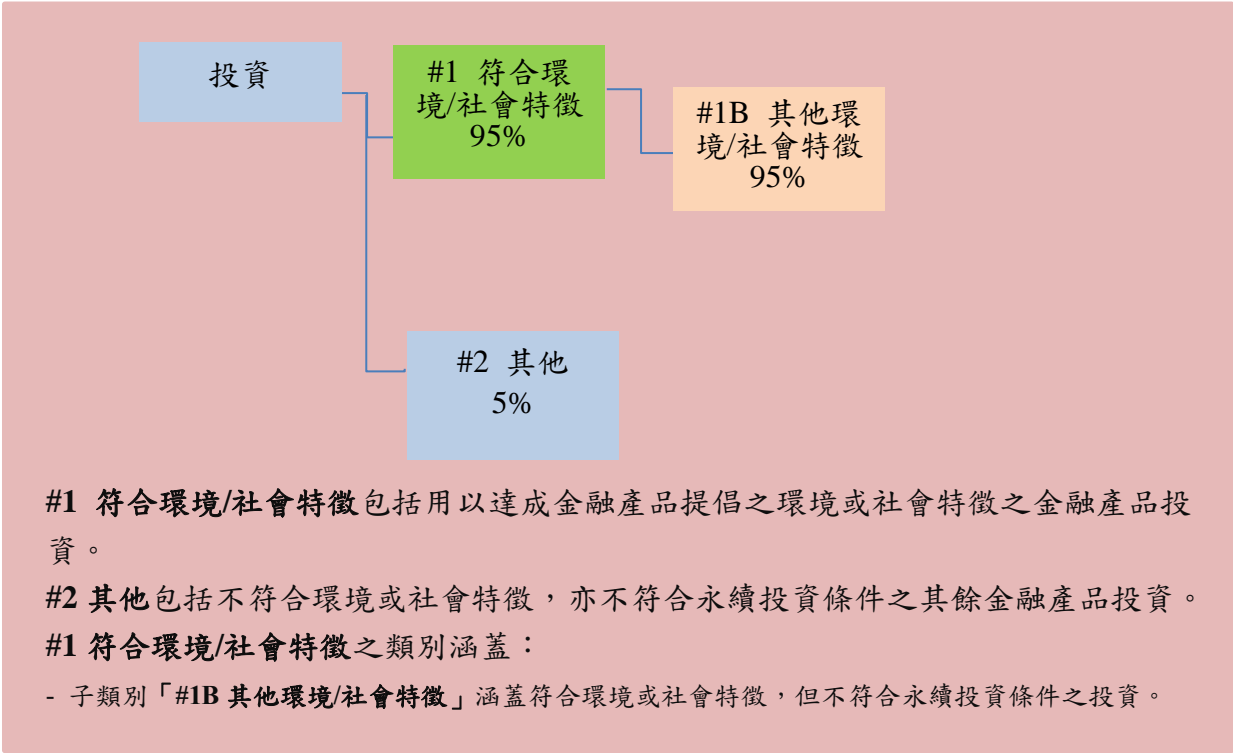 投資
#1 符合環
境/社會特徵
95%
#1B 其他環
境/社會特徵
95%
#2 其他
5%
#1 符合環境/社會特徵包括用以達成金融產品提倡之環境或社會特徵之金融產品投
資。
#2 其他包括不符合環境或社會特徵，亦不符合永續投資條件之其餘金融產品投資。
#1 符合環境/社會特徵之類別涵蓋：
- 子類別「#1B 其他環境/社會特徵」涵蓋符合環境或社會特徵，但不符合永續投資條件之投資。